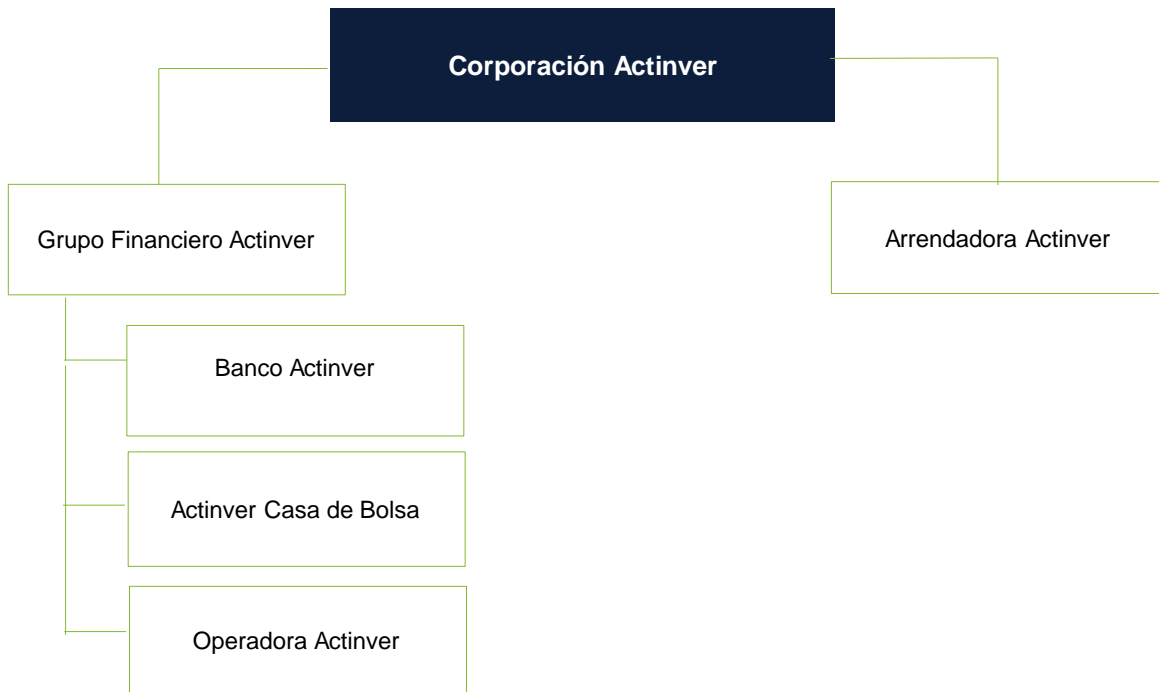 Corporación Actinver
Grupo Financiero Actinver
Arrendadora Actinver
Banco Actinver
Actinver Casa de Bolsa
Operadora Actinver